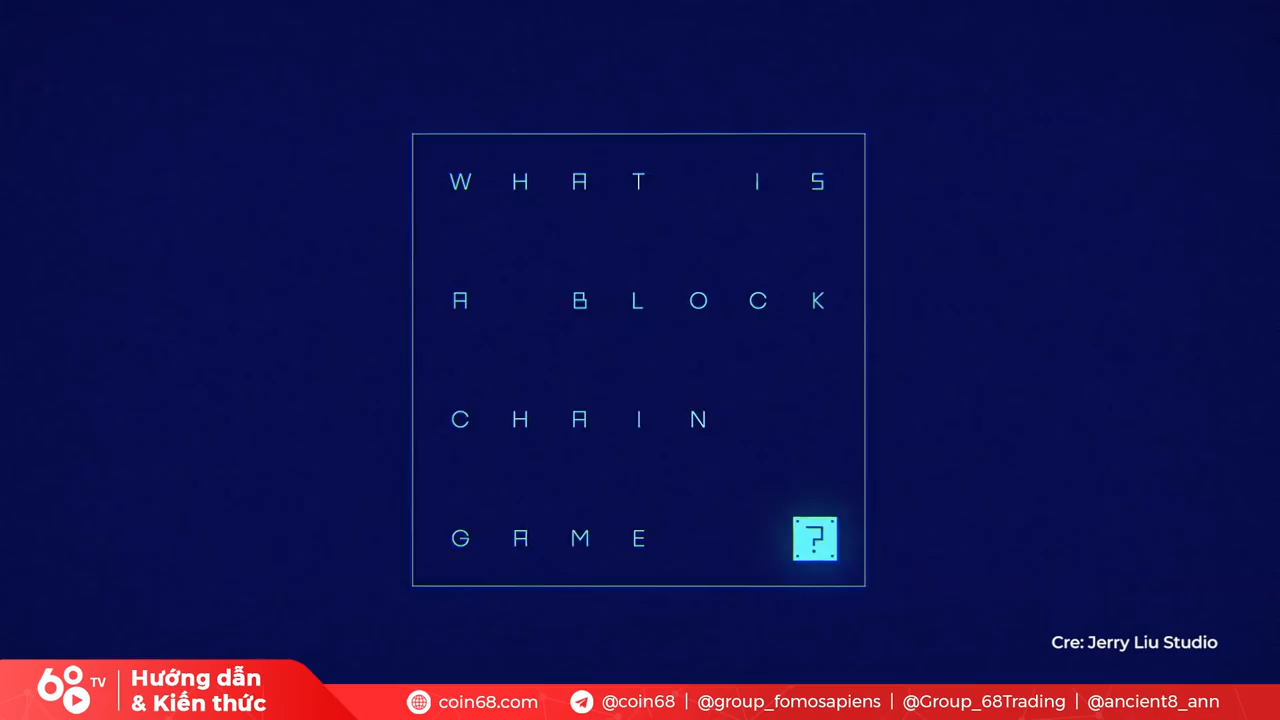 WHAT IS
A BLOCK
CHAIN
GAME ?
Cre: Jerry Liu Studio
68 TV
Hướng dẫn
& Kiến thức
coin68.com
@coin68 | @group_fomosapiens | @Group_68Trading | @ancient8_ann